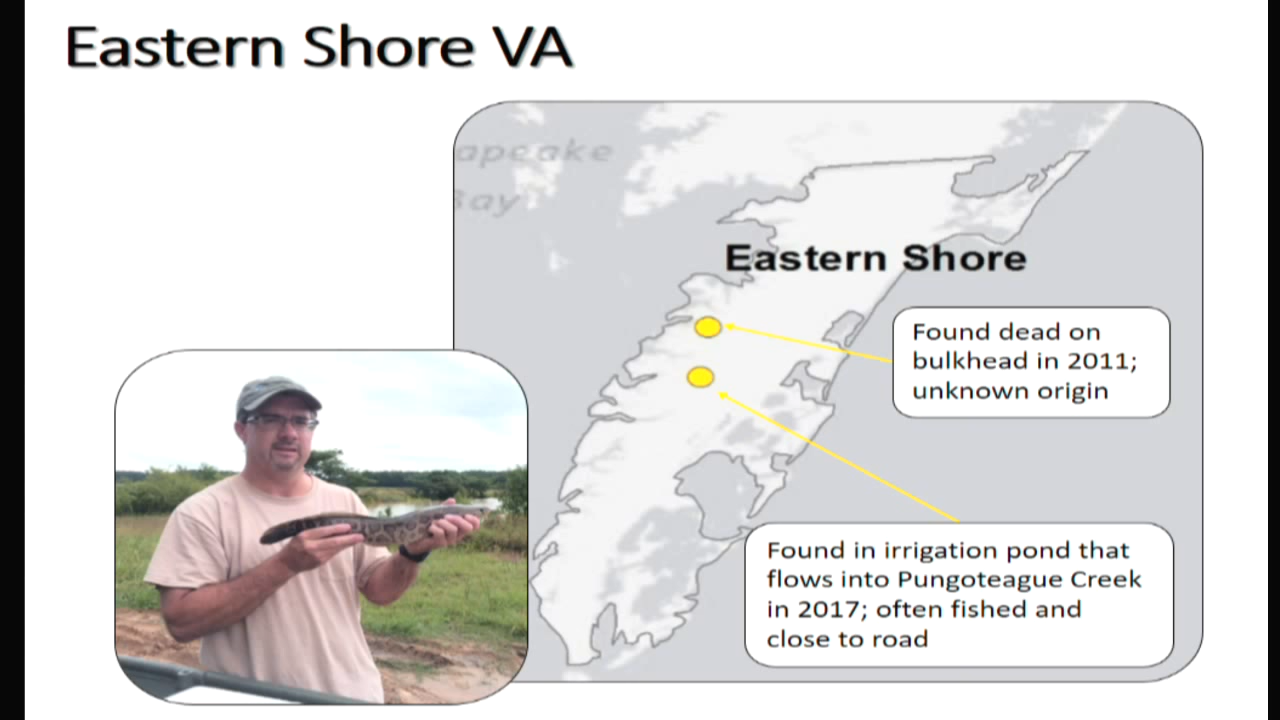 Eastern Shore VA
apeake
Bay
Eastern Shore
Found dead on
bulkhead in 2011;
unknown origin
Found in irrigation pond that
flows into Pungoteague Creek
in 2017; often fished and
close to road